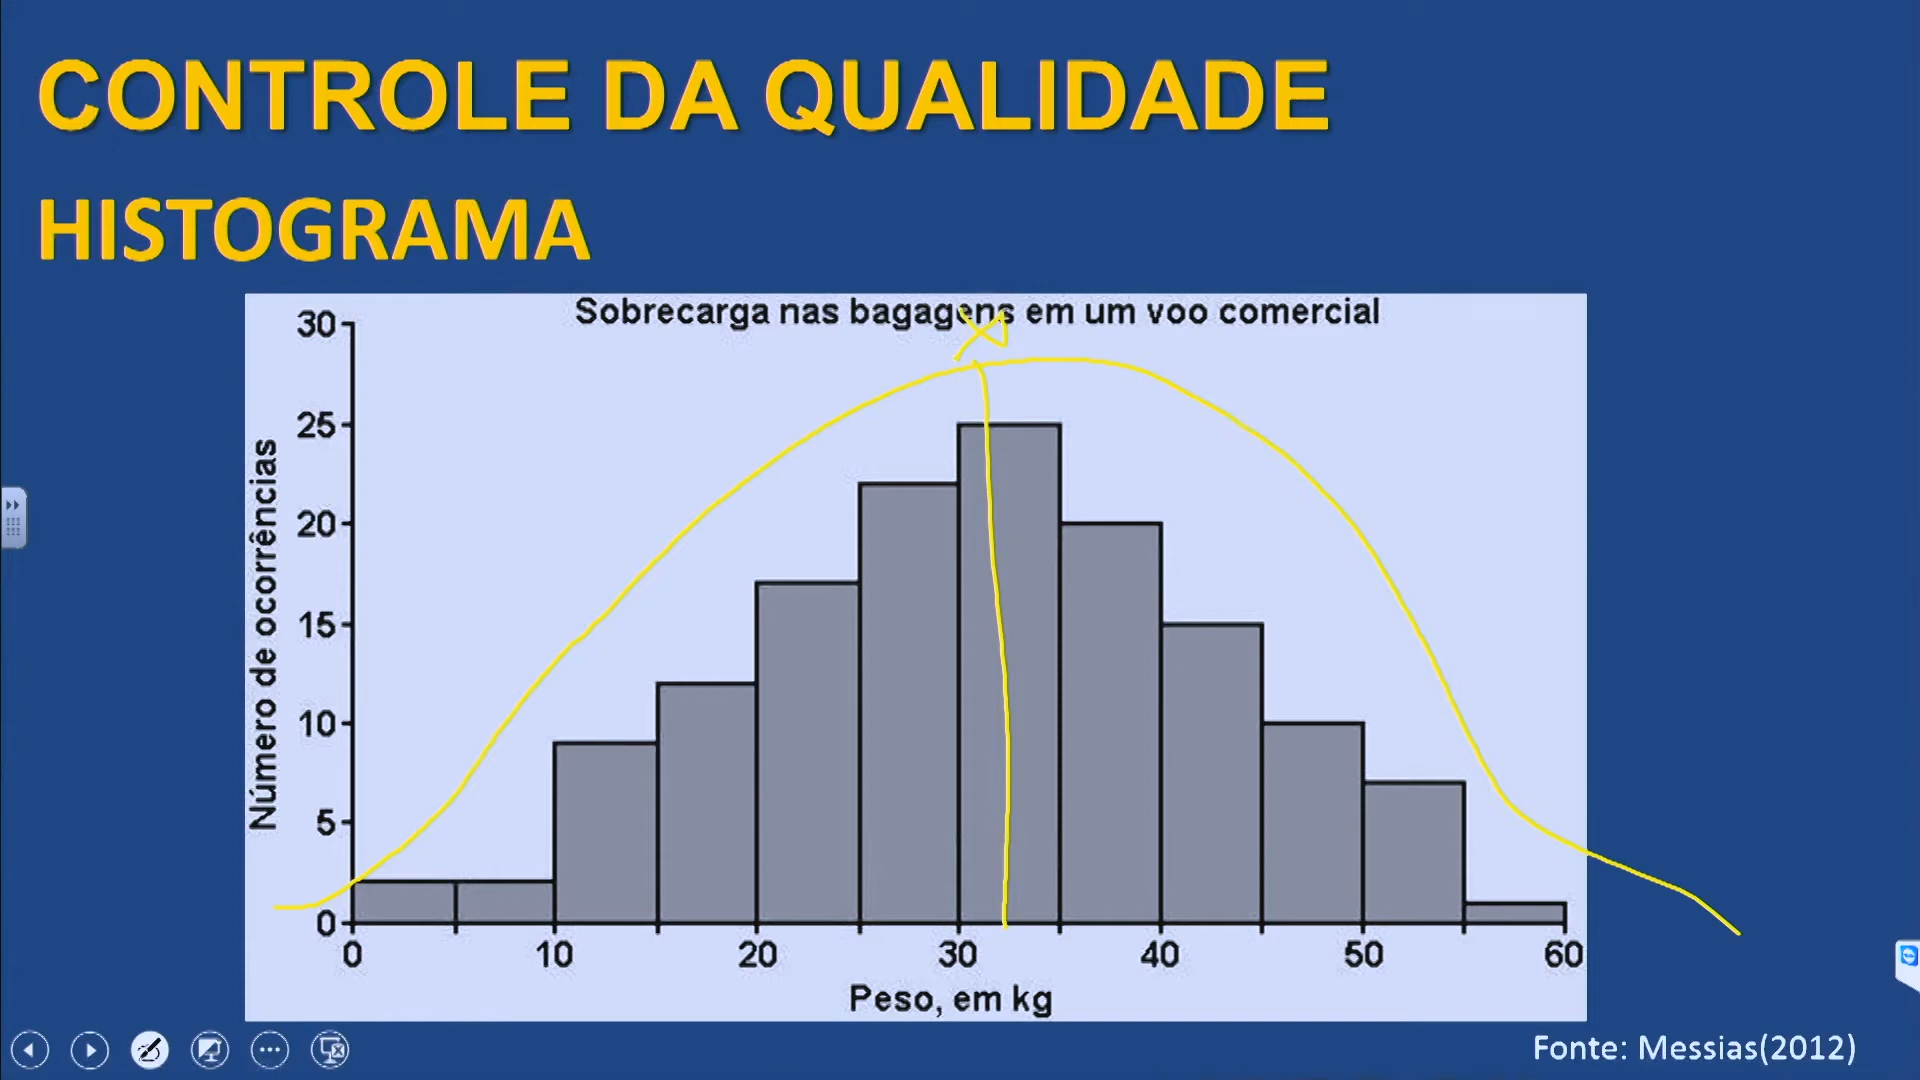 CONTROLE DA QUALIDADE
HISTOGRAMA
Sobrecarga nas bagagens em um voo comercial
Número de ocorrências
30
25
20
15
10
5
0
0 10 20 30 40 50 60
Peso, em kg
Fonte: Messias(2012)